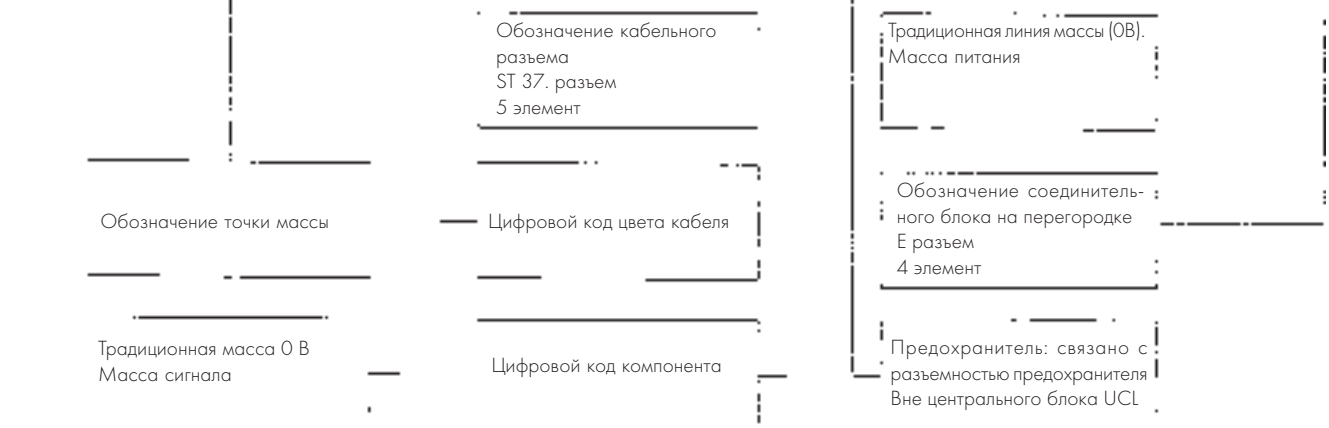 Обозначение кабельного
разъема
ST 37. разъем
5 элемент
Традиционная линия массы (0В).
Масса питания
Обозначение точки массы
Цифровой код цвета кабеля
Обозначение соединитель-
ного блока на перегородке
Е разъем
4 элемент
Традиционная масса 0 В
Масса сигнала
Цифровой код компонента
Предохранитель: связано с
разъемностью предохранителя
Вне центрального блока UCL